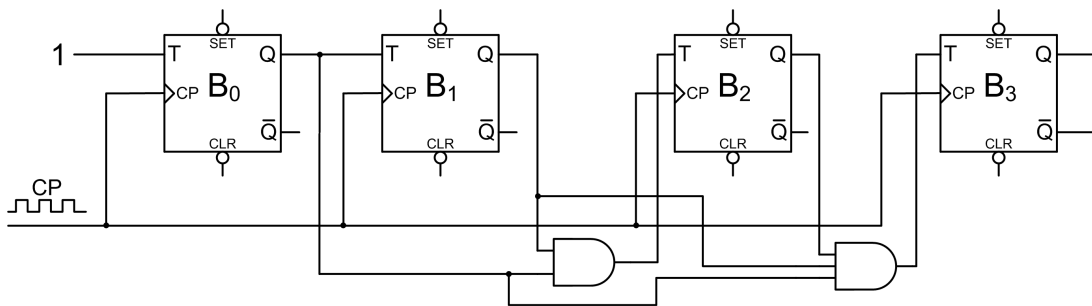 SET SET SET SET
1 T Q T Q T Q T Q
CP B0 CP B1 CP B2 CP B3
Q̅ Q̅ Q̅ Q̅
CLR CLR CLR CLR
CP